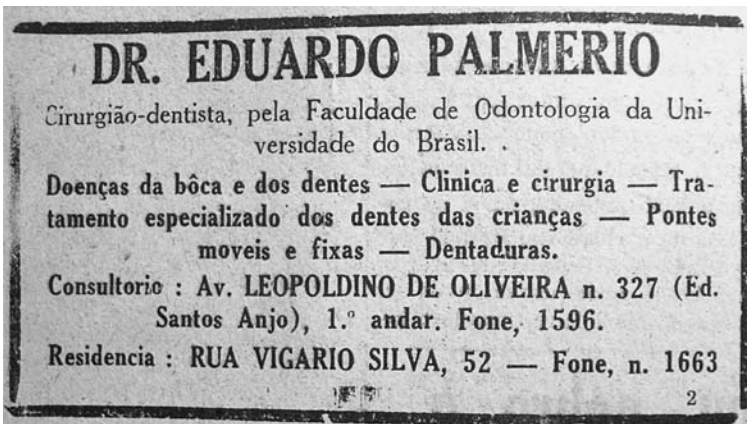 DR. EDUARDO PALMERIO
Cirurgião-dentista, pela Faculdade de Odontologia da Uni-
versidade do Brasil. .
Doenças da bôca e dos dentes — Clinica e cirurgia — Tra-
tamento especializado dos dentes das crianças — Pontes
moveis e fixas — Dentaduras.
Consultorio : Av. LEOPOLDINO DE OLIVEIRA n. 327 (Ed.
Santos Anjo), 1.º andar. Fone, 1596.
Residencia : RUA VIGARIO SILVA, 52 — Fone, n. 1663
2